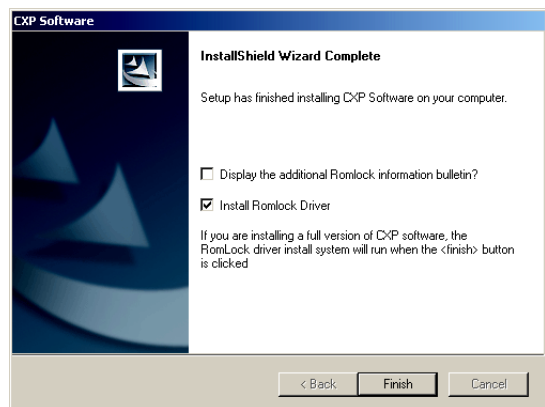 CXP Software
InstallShield Wizard Complete
Setup has finished installing CXP Software on your computer.
Display the additional Romlock information bulletin?
Install Romlock Driver
If you are installing a full version of CXP software, the
RomLock driver install system will run when the <finish> button
is clicked
< Back
Finish
Cancel